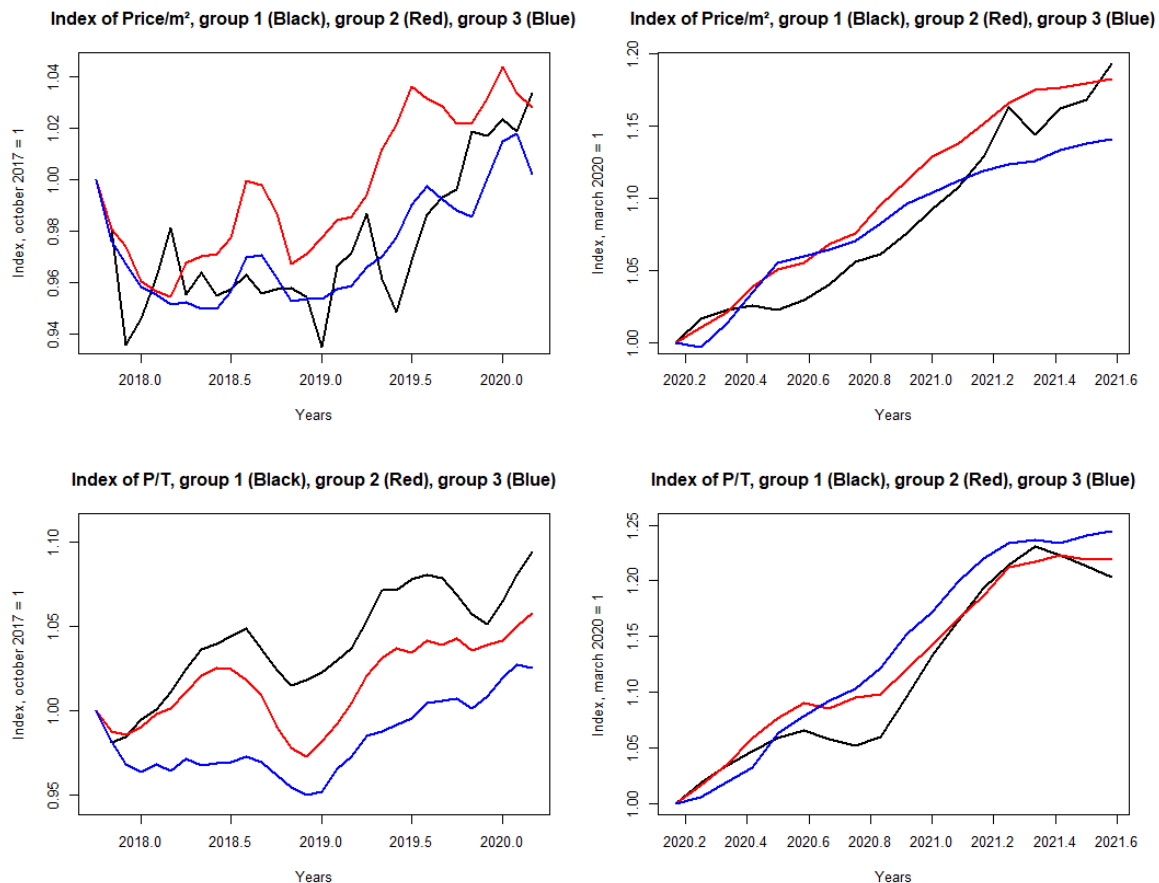 Index of Price/m², group 1 (Black), group 2 (Red), group 3 (Blue)
Index, october 2017 = 1
1.04
1.02
1.00
0.98
0.96
0.94
2018.0 2018.5 2019.0 2019.5 2020.0
Years
Index of Price/m², group 1 (Black), group 2 (Red), group 3 (Blue)
Index, march 2020 = 1
1.20
1.15
1.10
1.05
1.00
2020.2 2020.4 2020.6 2020.8 2021.0 2021.2 2021.4 2021.6
Years
Index of P/T, group 1 (Black), group 2 (Red), group 3 (Blue)
Index, october 2017 = 1
1.10
1.05
1.00
0.95
2018.0 2018.5 2019.0 2019.5 2020.0
Years
Index of P/T, group 1 (Black), group 2 (Red), group 3 (Blue)
Index, march 2020 = 1
1.25
1.20
1.15
1.10
1.05
1.00
2020.2 2020.4 2020.6 2020.8 2021.0 2021.2 2021.4 2021.6
Years